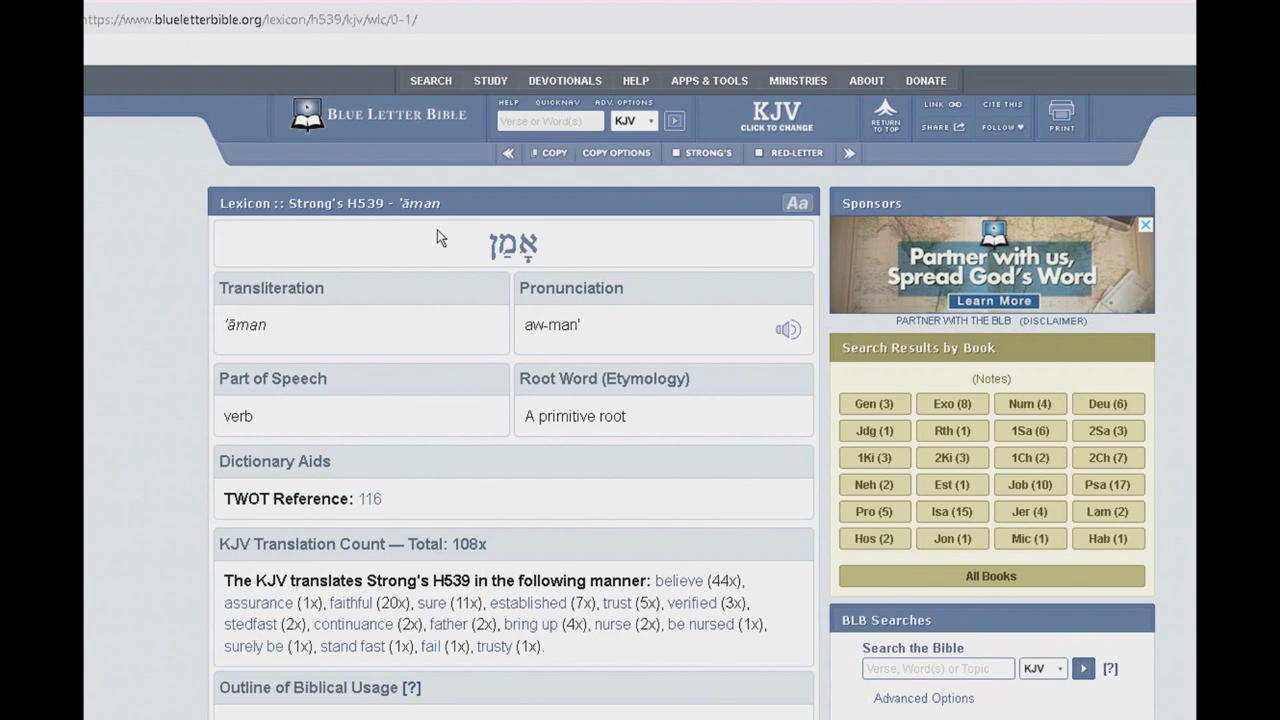 https://www.blueletterbible.org/lexicon/h539/kjv/wlc/0-1/
SEARCH STUDY DEVOTIONALS HELP APPS & TOOLS MINISTRIES ABOUT DONATE
BLUE LETTER BIBLE
HELP QUICKNAV ADV. OPTIONS
Verse or Word(s) KJV
KJV
CLICK TO CHANGE
RETURN
TO TOP
LINK CITE THIS
SHARE FOLLOW
PRINT
COPY COPY OPTIONS STRONG'S RED-LETTER
Lexicon :: Strong's H539 - 'āman Aa
אָמַן
Transliteration
'āman
Pronunciation
aw-man'
Part of Speech
verb
Root Word (Etymology)
A primitive root
Dictionary Aids
TWOT Reference: 116
KJV Translation Count — Total: 108x
The KJV translates Strong's H539 in the following manner: believe (44x),
assurance (1x), faithful (20x), sure (11x), established (7x), trust (5x), verified (3x),
stedfast (2x), continuance (2x), father (2x), bring up (4x), nurse (2x), be nursed (1x),
surely be (1x), stand fast (1x), fail (1x), trusty (1x).
Outline of Biblical Usage [?]
Sponsors
Partner with us,
Spread God's Word
Learn More
PARTNER WITH THE BLB (DISCLAIMER)
Search Results by Book
(Notes)
Gen (3) Exo (8) Num (4) Deu (6)
Jdg (1) Rth (1) 1Sa (6) 2Sa (3)
1Ki (3) 2Ki (3) 1Ch (2) 2Ch (7)
Neh (2) Est (1) Job (10) Psa (17)
Pro (5) Isa (15) Jer (4) Lam (2)
Hos (2) Jon (1) Mic (1) Hab (1)
All Books
BLB Searches
Search the Bible
Verse, Word(s) or Topic KJV [?]
Advanced Options